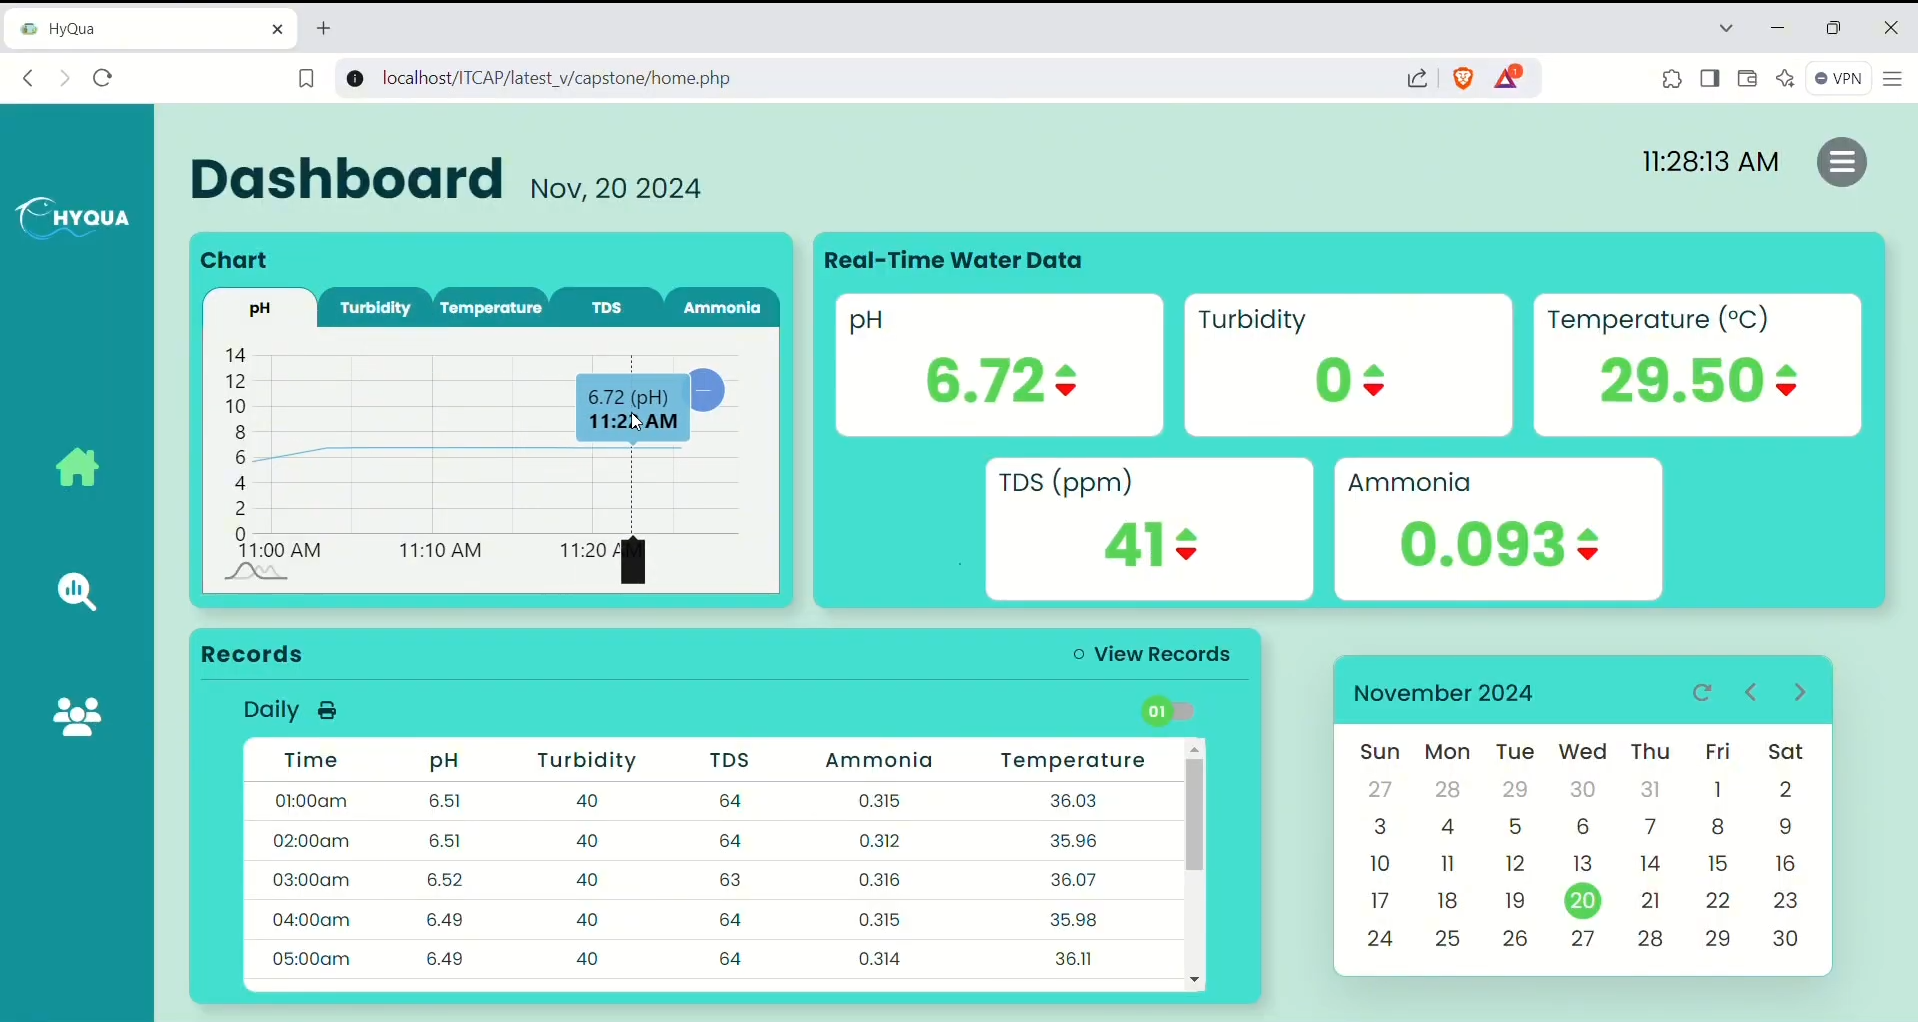 HyQua
localhost/ITCAP/latest_v/capstone/home.php
1
VPN
HYQUA
Dashboard Nov, 20 2024
11:28:13 AM
Chart
pH Turbidity Temperature TDS Ammonia
14
12
10
8
6
4
2
0
6.72 (pH)
11:00 AM 11:10 AM 11:20
Real-Time Water Data
pH
6.72
Turbidity
0
Temperature (°C)
29.50
TDS (ppm)
41
Ammonia
0.093
Records
View Records
Daily
01
Time pH Turbidity TDS Ammonia Temperature
01:00am 6.51 40 64 0.315 36.03
02:00am 6.51 40 64 0.312 35.96
03:00am 6.52 40 63 0.316 36.07
04:00am 6.49 40 64 0.315 35.98
05:00am 6.49 40 64 0.314 36.11
November 2024
Sun Mon Tue Wed Thu Fri Sat
27 28 29 30 31 1 2
3 4 5 6 7 8 9
10 11 12 13 14 15 16
17 18 19 20 21 22 23
24 25 26 27 28 29 30